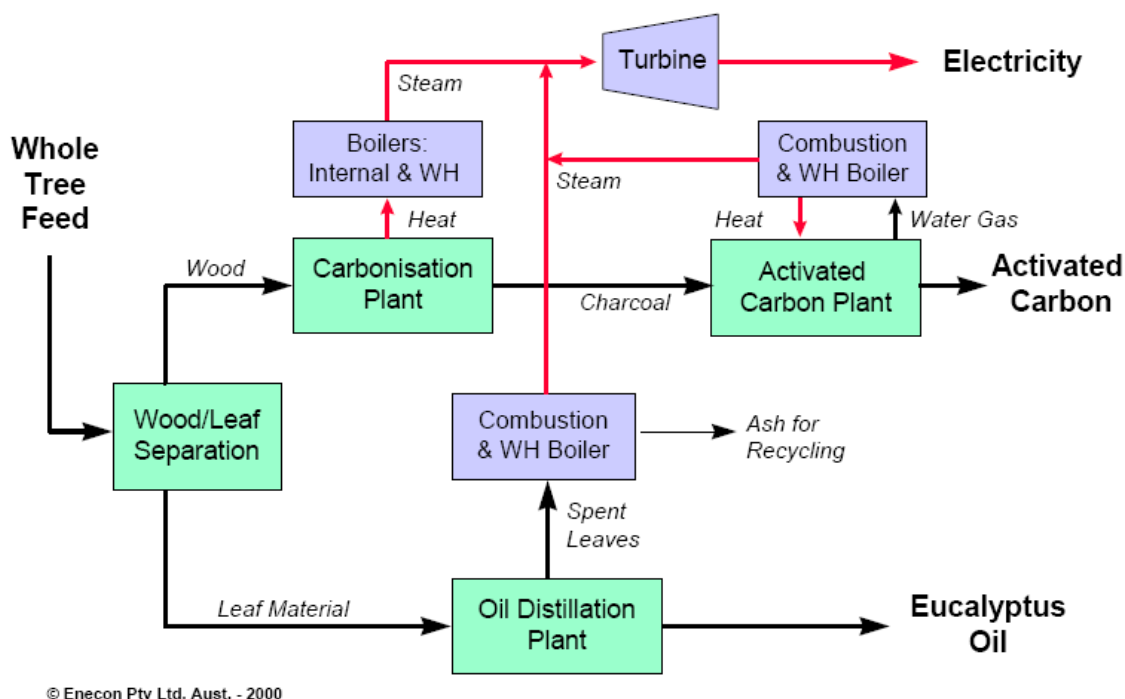 Turbine
Electricity
Steam
Whole
Tree
Feed
Boilers:
Internal & WH
Combustion
& WH Boiler
Steam
Heat
Heat
Water Gas
Wood
Carbonisation
Plant
Charcoal
Activated
Carbon Plant
Activated
Carbon
Wood/Leaf
Separation
Combustion
& WH Boiler
Ash for
Recycling
Spent
Leaves
Leaf Material
Oil Distillation
Plant
Eucalyptus
Oil
© Enecon Pty Ltd. Aust. - 2000